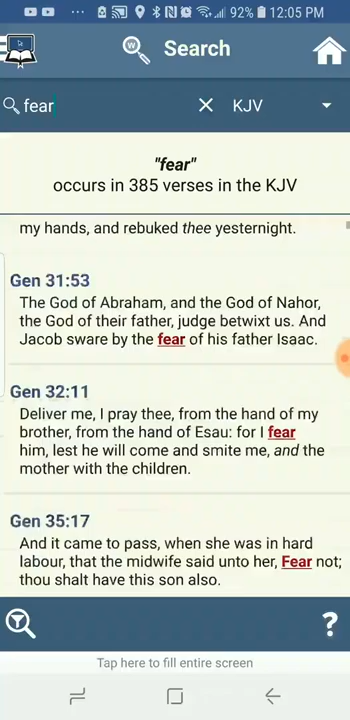 92% 12:05 PM
W Search
fear × KJV
"fear"
occurs in 385 verses in the KJV
my hands, and rebuked thee yesternight.
Gen 31:53
The God of Abraham, and the God of Nahor,
the God of their father, judge betwixt us. And
Jacob sware by the fear of his father Isaac.
Gen 32:11
Deliver me, I pray thee, from the hand of my
brother, from the hand of Esau: for I fear
him, lest he will come and smite me, and the
mother with the children.
Gen 35:17
And it came to pass, when she was in hard
labour, that the midwife said unto her, Fear not;
thou shalt have this son also.
?
Tap here to fill entire screen